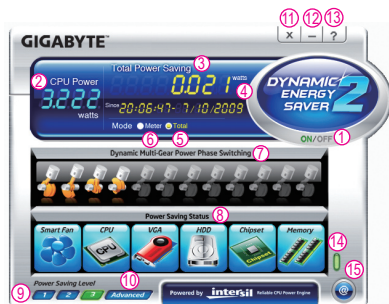 11 12 13
X – ?
GIGABYTE™
Total Power Saving 3
2 CPU Power
0.021 watts 4
3.222
watts
Since 20:06:47- 7/10/2009
Mode Meter Total
6 5
DYNAMIC
ENERGY
SAVER 2
ON/OFF 1
Dynamic Multi-Gear Power Phase Switching 7
Power Saving Status 8
Smart Fan CPU VGA HDD Chipset Memory
CPU
Chipset
14
10
15
Power Saving Level
9 1 2 3 Advanced
Powered by intersil Reliable CPU Power Engine
@